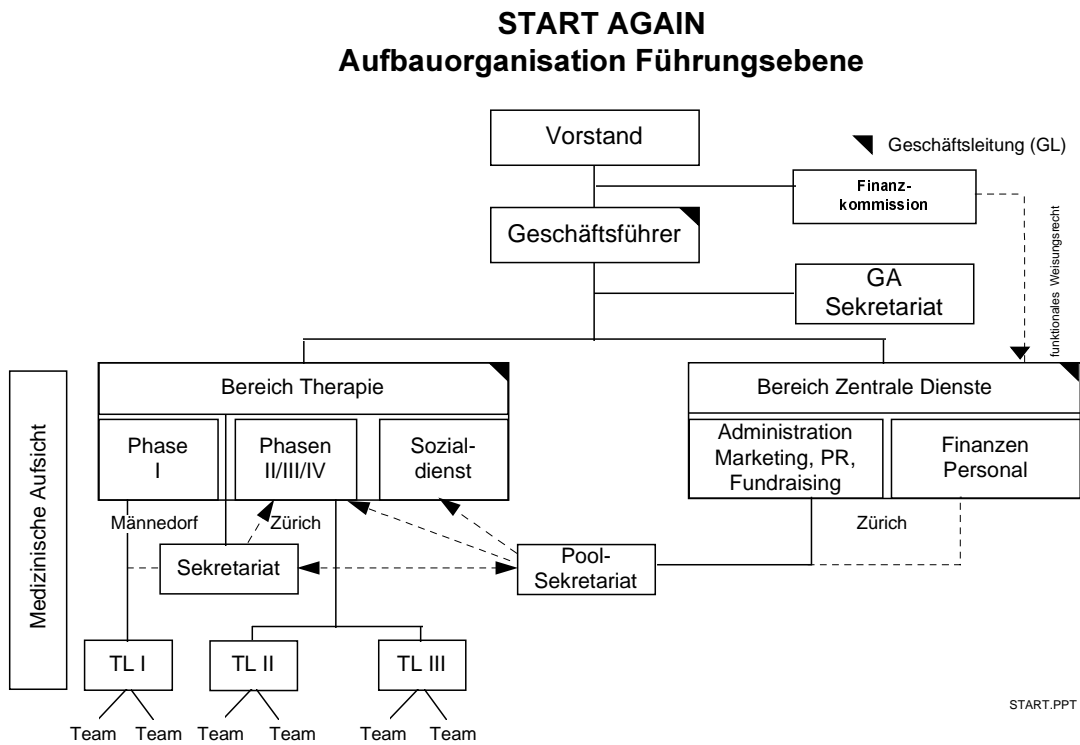 START AGAIN
Aufbauorganisation Führungsebene
Vorstand
Geschäftsleitung (GL)
Finanz-
kommission
Geschäftsführer
funktionales Weisungsrecht
GA
Sekretariat
Medizinische Aufsicht
Bereich Therapie
Bereich Zentrale Dienste
Phase
I
Phasen
II/III/IV
Sozial-
dienst
Administration
Marketing, PR,
Fundraising
Finanzen
Personal
Männedorf
Zürich
Zürich
Sekretariat
Pool-
Sekretariat
TL I
TL II
TL III
Team Team Team Team Team Team
START.PPT